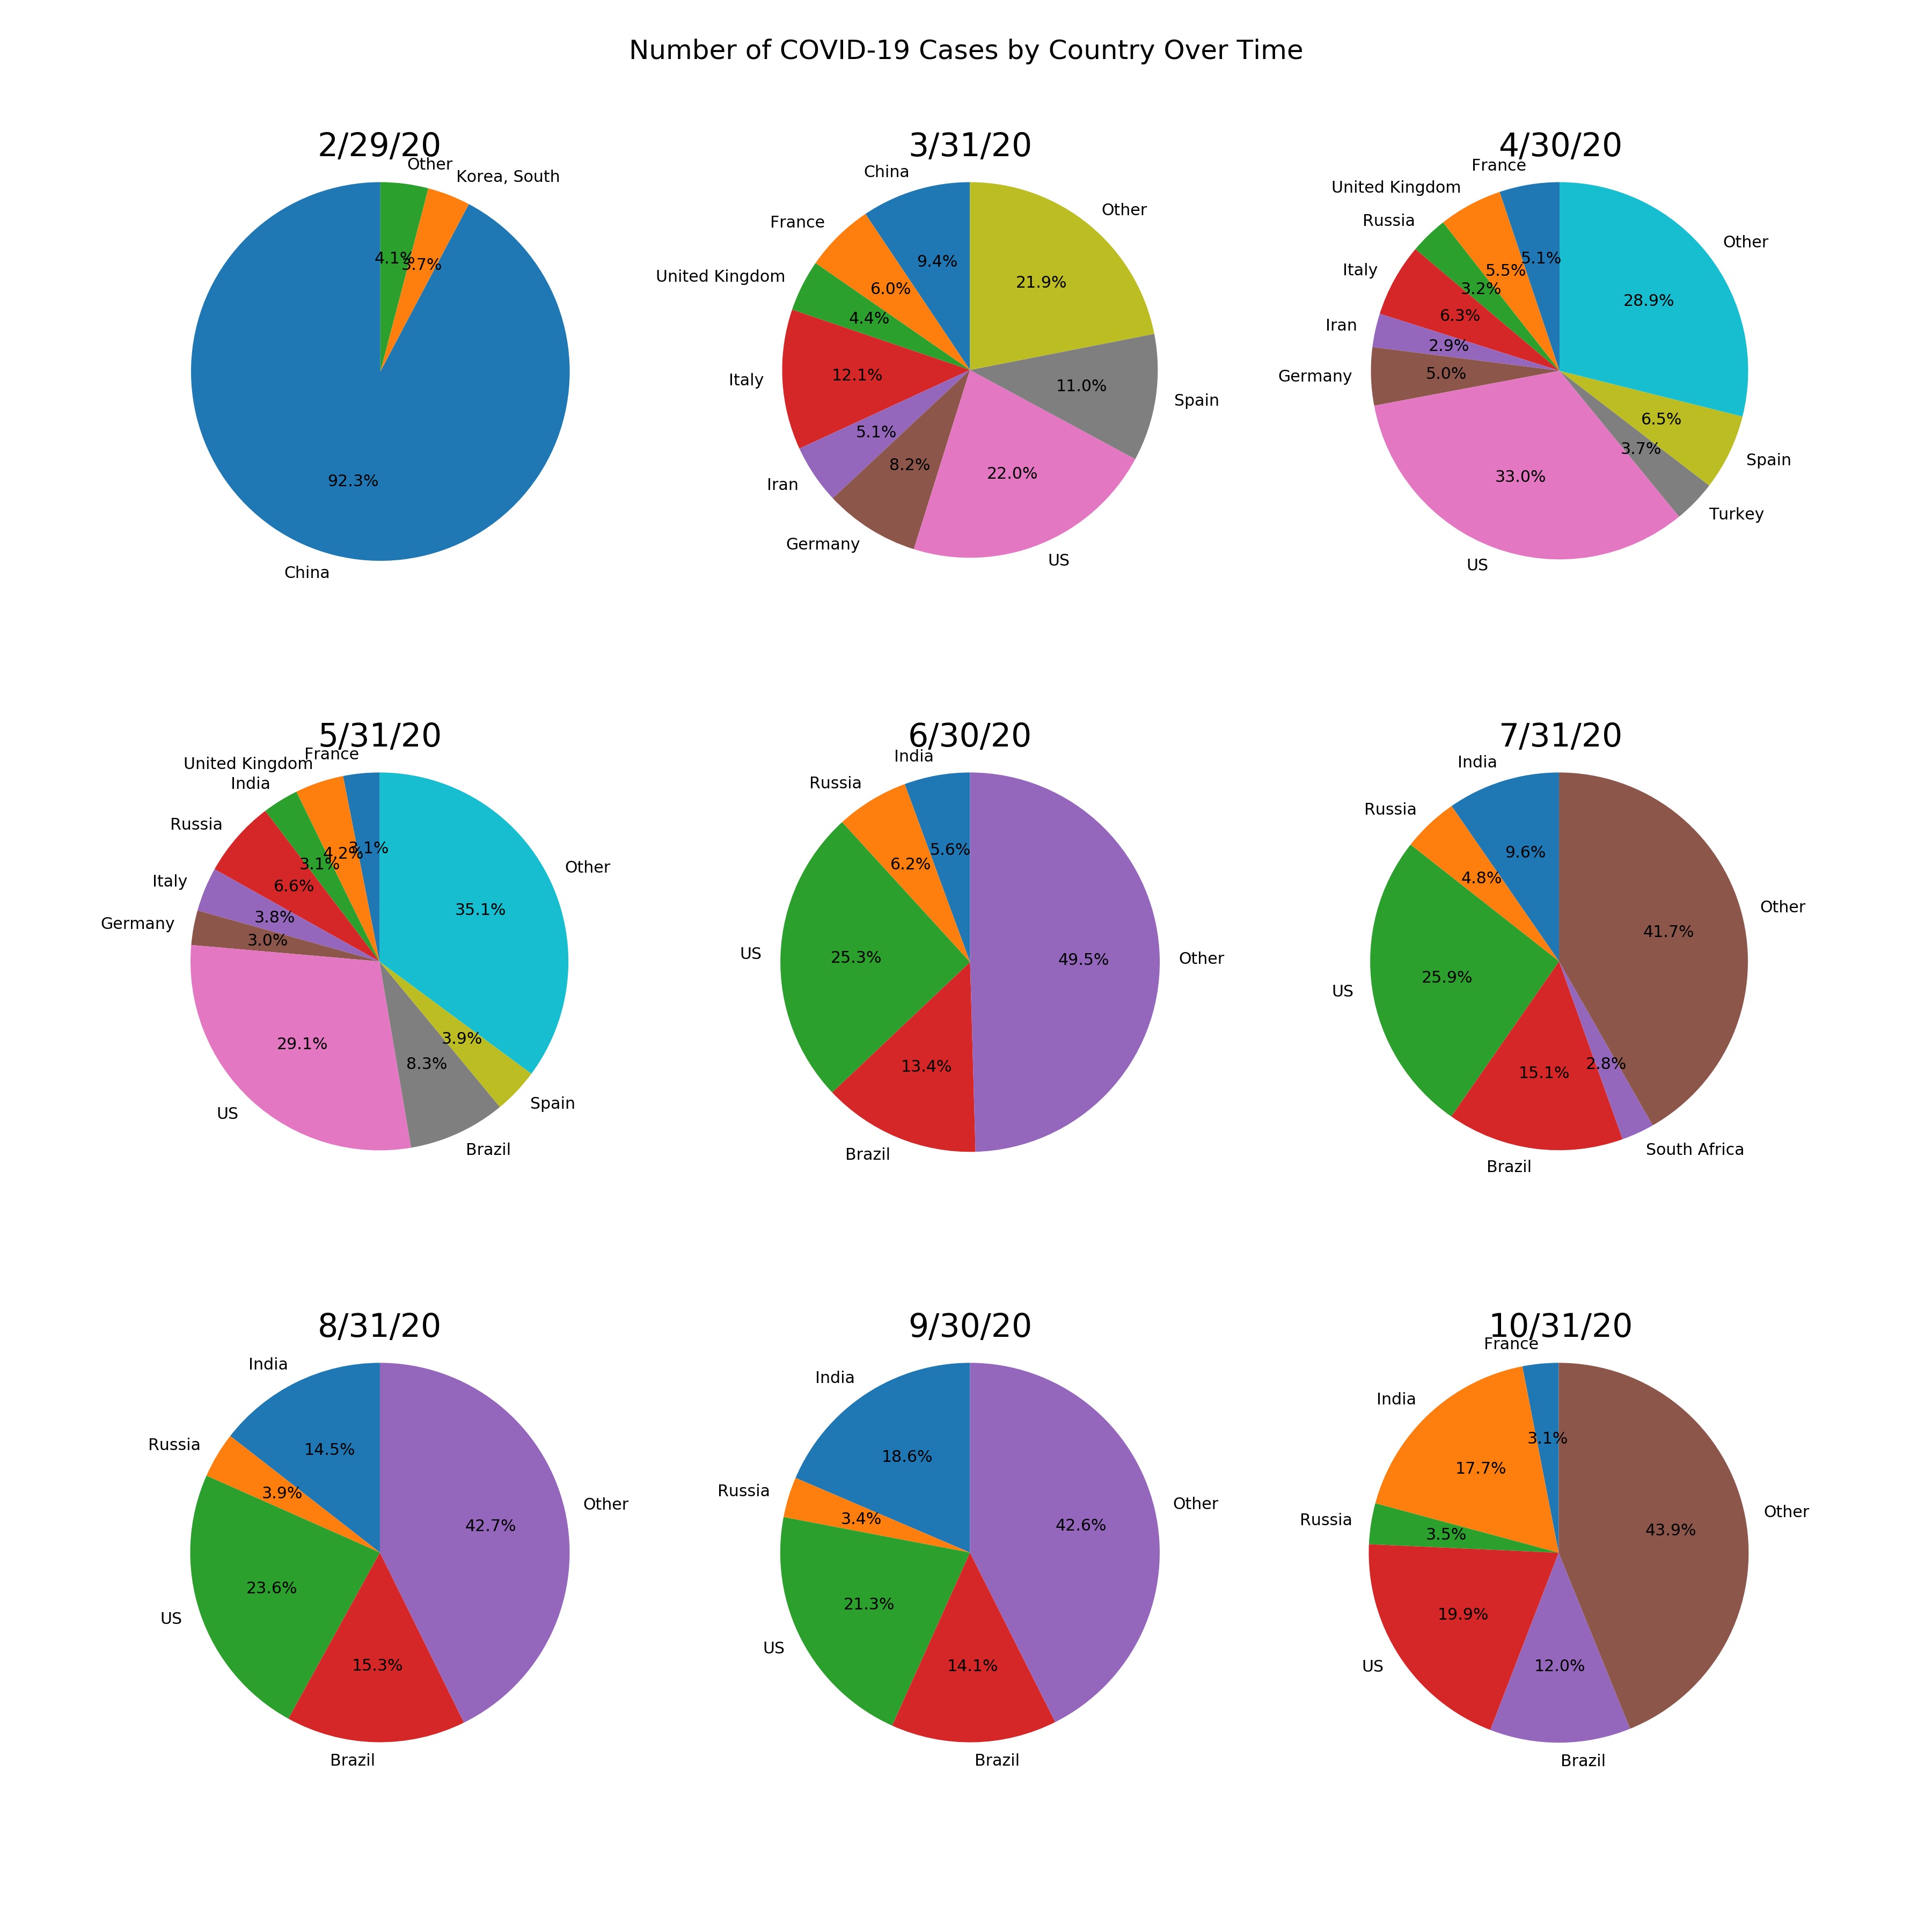 Number of COVID-19 Cases by Country Over Time
2/29/20
Other
Korea, South
4.1%
3.7%
92.3%
China
3/31/20
China
Other
France
United Kingdom
9.4%
21.9%
6.0%
4.4%
Italy
12.1%
11.0%
Spain
5.1%
8.2%
22.0%
Iran
Germany
US
4/30/20
France
United Kingdom
Russia
Other
Italy
5.1%
5.5%
3.2%
28.9%
6.3%
Iran
2.9%
Germany
5.0%
6.5%
3.7%
Spain
33.0%
Turkey
US
5/31/20
France
United Kingdom
India
Russia
3.1%
4.2%
3.1%
Other
Italy
6.6%
35.1%
3.8%
Germany
3.0%
3.9%
29.1%
8.3%
Spain
US
Brazil
6/30/20
India
Russia
5.6%
6.2%
US
25.3%
49.5%
Other
13.4%
Brazil
7/31/20
India
Russia
9.6%
4.8%
Other
41.7%
25.9%
US
2.8%
15.1%
South Africa
Brazil
8/31/20
India
Russia
14.5%
3.9%
Other
42.7%
23.6%
US
15.3%
Brazil
9/30/20
India
18.6%
Russia
Other
3.4%
42.6%
21.3%
US
14.1%
Brazil
10/31/20
France
India
3.1%
17.7%
Russia
Other
3.5%
43.9%
19.9%
US
12.0%
Brazil